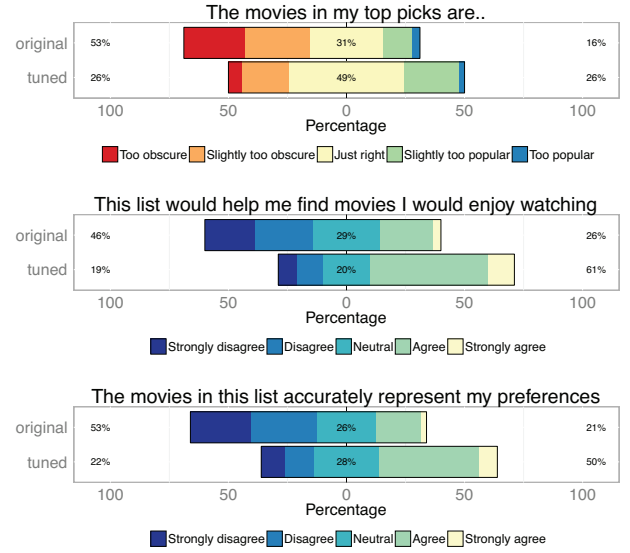 The movies in my top picks are..
original 53% 31% 16%
tuned 26% 49% 26%
100 50 0 50 100
Percentage
Too obscure Slightly too obscure Just right Slightly too popular Too popular
This list would help me find movies I would enjoy watching
original 46% 29% 26%
tuned 19% 20% 61%
100 50 0 50 100
Percentage
Strongly disagree Disagree Neutral Agree Strongly agree
The movies in this list accurately represent my preferences
original 53% 26% 21%
tuned 22% 28% 50%
100 50 0 50 100
Percentage
Strongly disagree Disagree Neutral Agree Strongly agree